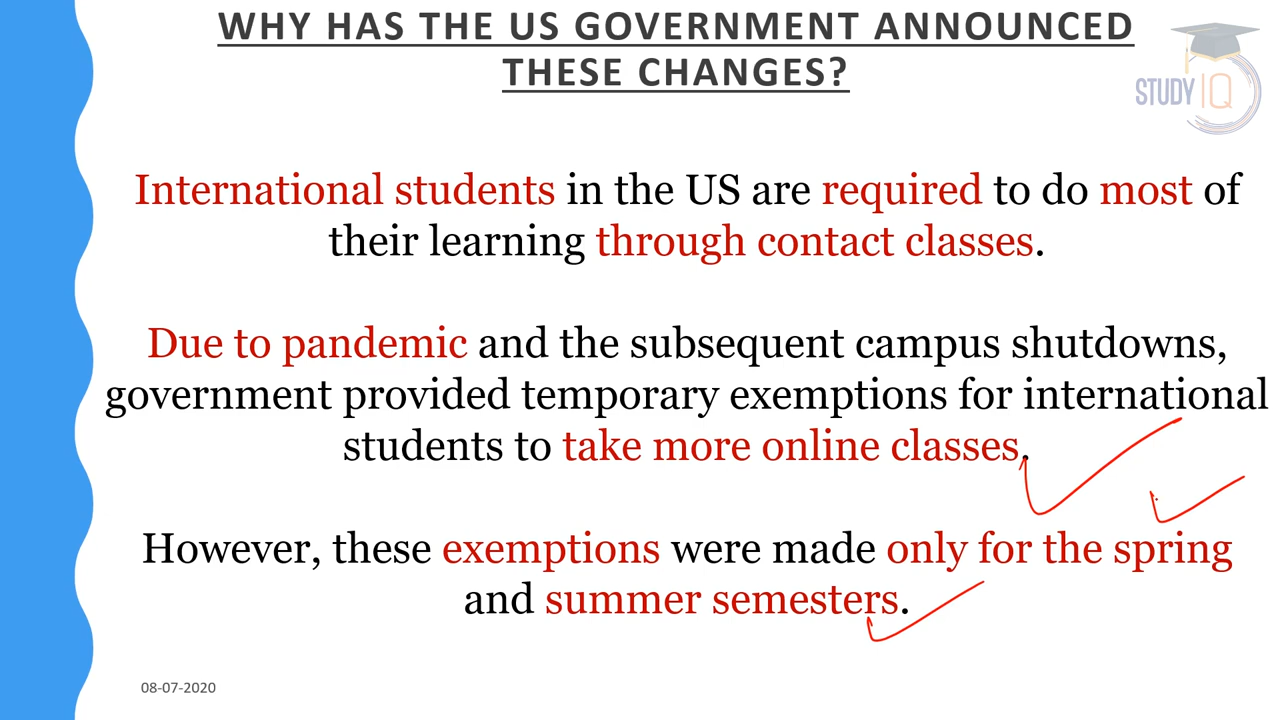 WHY HAS THE US GOVERNMENT ANNOUNCED
THESE CHANGES?
STUDY IQ
International students in the US are required to do most of
their learning through contact classes.
Due to pandemic and the subsequent campus shutdowns,
government provided temporary exemptions for international
students to take more online classes.
However, these exemptions were made only for the spring
and summer semesters.
08-07-2020